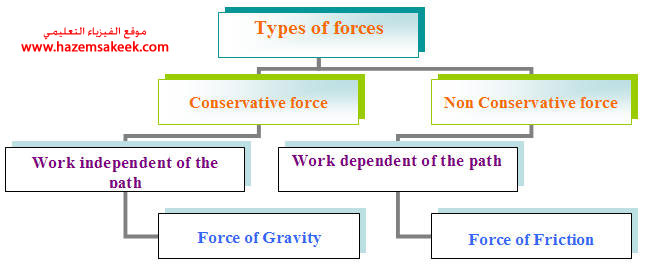 موقع الفيزياء التعليمي
www.hazemsakeek.com
Types of forces
Conservative force
Non Conservative force
Work independent of the
path
Work dependent of the path
Force of Gravity
Force of Friction